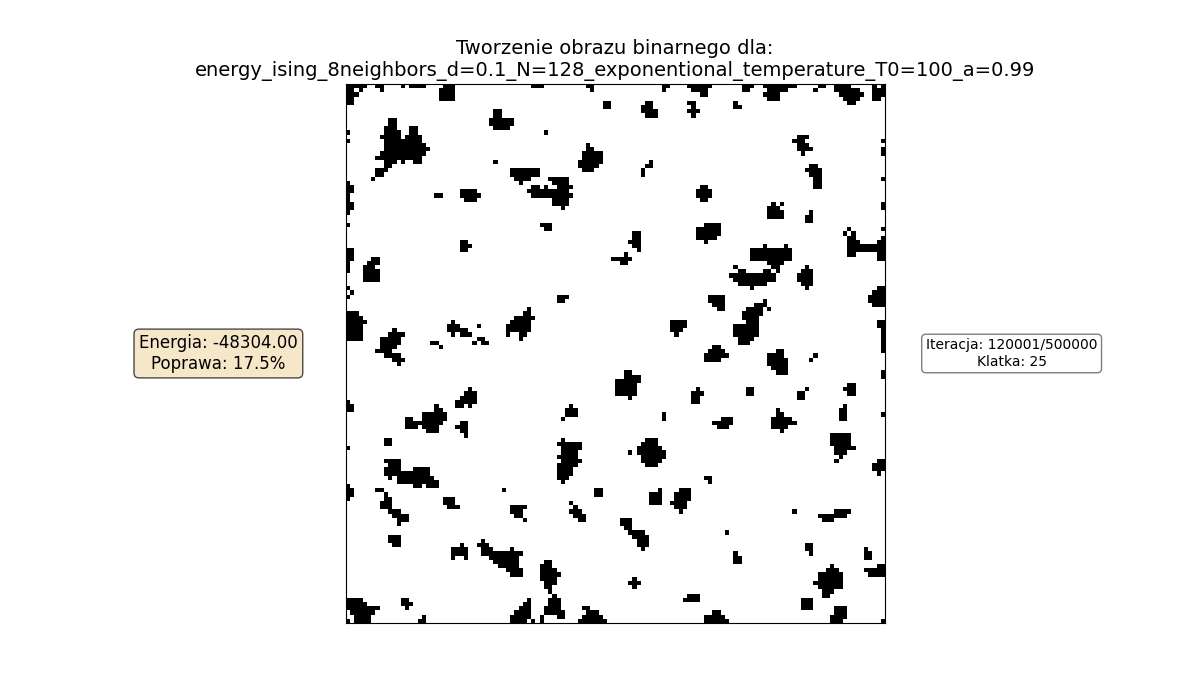 Tworzenie obrazu binarnego dla:
energy_ising_8neighbors_d=0.1_N=128_exponentional_temperature_T0=100_a=0.99
Energia: -48304.00
Poprawa: 17.5%
Iteracja: 120001/500000
Klatka: 25